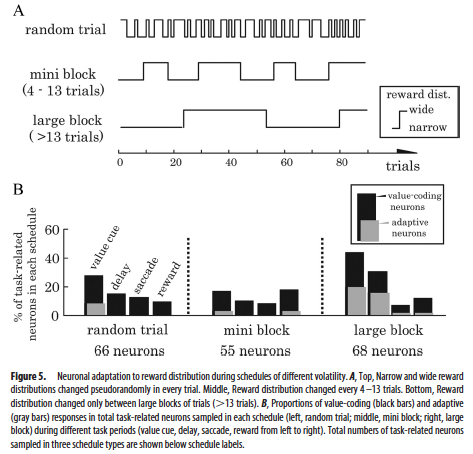 A
random trial
mini block
(4 - 13 trials)
large block
( >13 trials)
reward dist.
wide
narrow
0 20 40 60 80 trials
B
value-coding
neurons
adaptive
neurons
% of task-related
neurons in each schedule
60
40
20
0
value cue
delay
saccade
reward
random trial mini block large block
66 neurons 55 neurons 68 neurons
Figure 5. Neuronal adaptation to reward distribution during schedules of different volatility. A, Top, Narrow and wide reward
distributions changed pseudorandomly in every trial. Middle, Reward distribution changed every 4–13 trials. Bottom, Reward
distribution changed only between large blocks of trials (>13 trials). B, Proportions of value-coding (black bars) and adaptive
(gray bars) responses in total task-related neurons sampled in each schedule (left, random trial; middle, mini block; right, large
block) during different task periods (value cue, delay, saccade, reward from left to right). Total numbers of task-related neurons
sampled in three schedule types are shown below schedule labels.